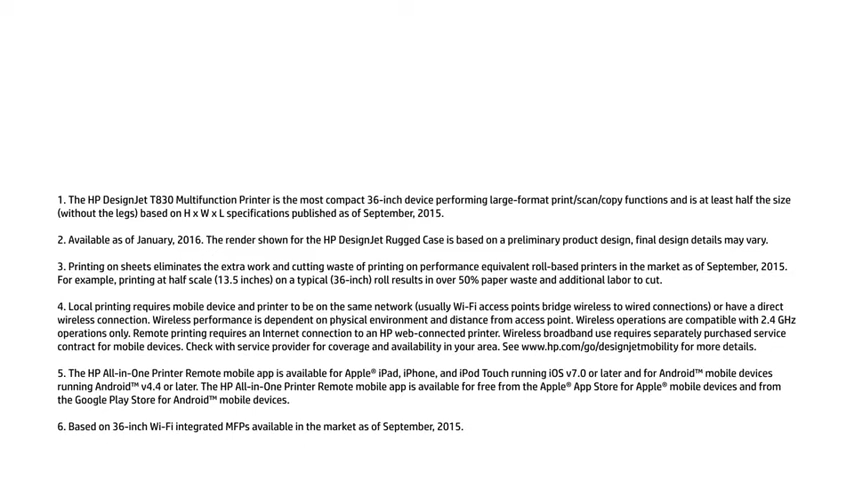 1. The HP DesignJet T830 Multifunction Printer is the most compact 36-inch device performing large-format print/scan/copy functions and is at least half the size
(without the legs) based on H x W x L specifications published as of September, 2015.
2. Available as of January, 2016. The render shown for the HP DesignJet Rugged Case is based on a preliminary product design, final design details may vary.
3. Printing on sheets eliminates the extra work and cutting waste of printing on performance equivalent roll-based printers in the market as of September, 2015.
For example, printing at half scale (13.5 inches) on a typical (36-inch) roll results in over 50% paper waste and additional labor to cut.
4. Local printing requires mobile device and printer to be on the same network (usually Wi-Fi access points bridge wireless to wired connections) or have a direct
wireless connection. Wireless performance is dependent on physical environment and distance from access point. Wireless operations are compatible with 2.4 GHz
operations only. Remote printing requires an Internet connection to an HP web-connected printer. Wireless broadband use requires separately purchased service
contract for mobile devices. Check with service provider for coverage and availability in your area. See www.hp.com/go/designjetmobility for more details.
5. The HP All-in-One Printer Remote mobile app is available for Apple® iPad, iPhone, and iPod Touch running iOS v7.0 or later and for Android™ mobile devices
running Android™ v4.4 or later. The HP All-in-One Printer Remote mobile app is available for free from the Apple® App Store for Apple® mobile devices and from
the Google Play Store for Android™ mobile devices.
6. Based on 36-inch Wi-Fi integrated MFPs available in the market as of September, 2015.